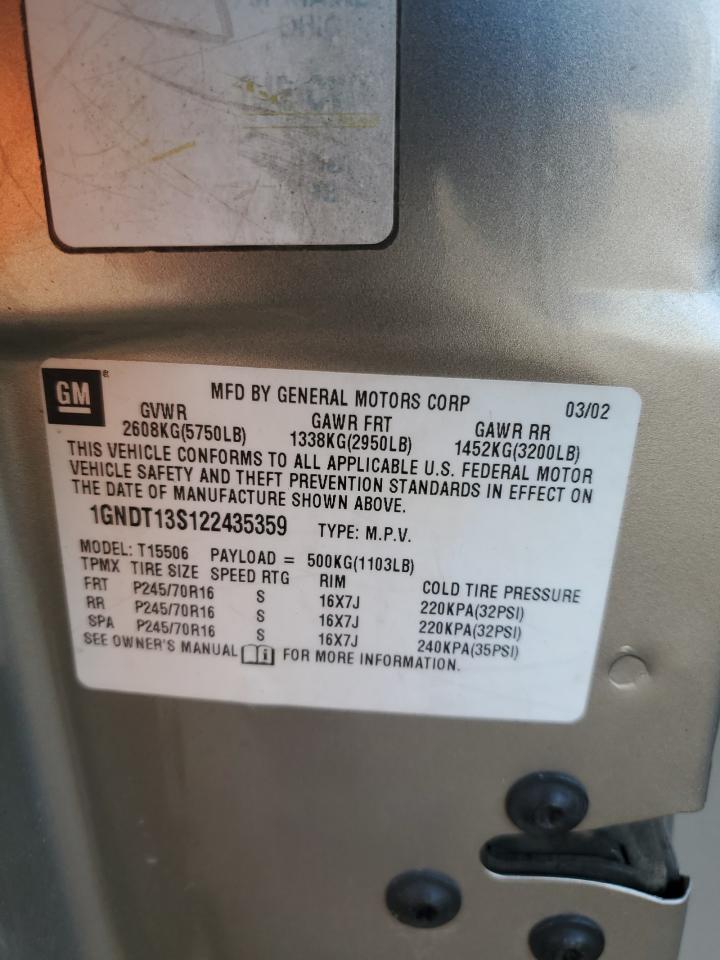 GM
MFD BY GENERAL MOTORS CORP 03/02
GVWR GAWR FRT GAWR RR
2608KG(5750LB) 1338KG(2950LB) 1452KG(3200LB)
THIS VEHICLE CONFORMS TO ALL APPLICABLE U.S. FEDERAL MOTOR
VEHICLE SAFETY AND THEFT PREVENTION STANDARDS IN EFFECT ON
THE DATE OF MANUFACTURE SHOWN ABOVE.
1GNDT13S122435359 TYPE: M.P.V.
MODEL: T15506 PAYLOAD = 500KG(1103LB)
TPMX TIRE SIZE SPEED RTG RIM COLD TIRE PRESSURE
FRT P245/70R16 S 16X7J 220KPA(32PSI)
RR P245/70R16 S 16X7J 220KPA(32PSI)
SPA P245/70R16 S 16X7J 240KPA(35PSI)
SEE OWNER'S MANUAL FOR MORE INFORMATION.